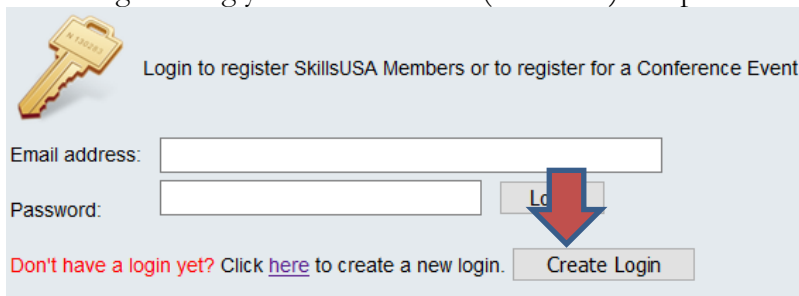 N 130263
Login to register SkillsUSA Members or to register for a Conference Event
Email address:
Password:
Don't have a login yet? Click here to create a new login. Create Login